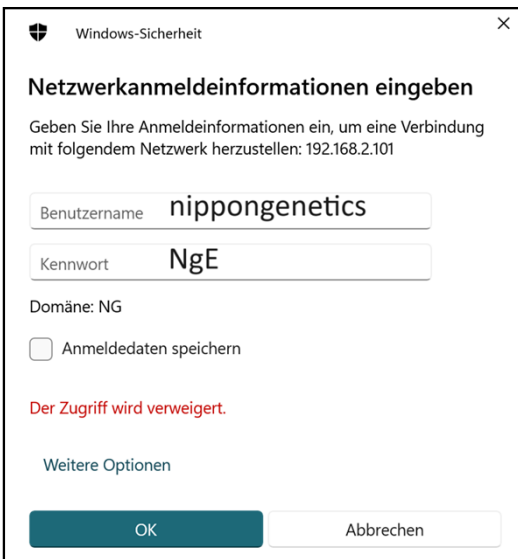 Windows-Sicherheit
Netzwerkanmeldeinformationen eingeben
Geben Sie Ihre Anmeldeinformationen ein, um eine Verbindung
mit folgendem Netzwerk herzustellen: 192.168.2.101
Benutzername nippongenetics
Kennwort NgE
Domäne: NG
Anmeldedaten speichern
Der Zugriff wird verweigert.
Weitere Optionen
OK Abbrechen